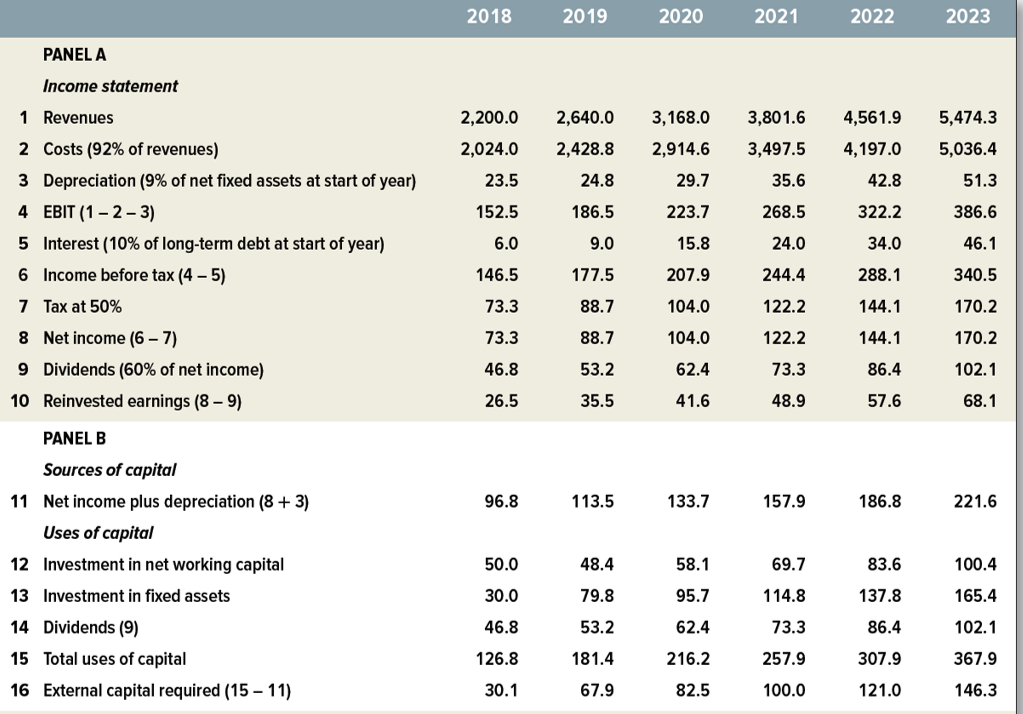 2018 2019 2020 2021 2022 2023
PANEL A
Income statement
1 Revenues 2,200.0 2,640.0 3,168.0 3,801.6 4,561.9 5,474.3
2 Costs (92% of revenues) 2,024.0 2,428.8 2,914.6 3,497.5 4,197.0 5,036.4
3 Depreciation (9% of net fixed assets at start of year) 23.5 24.8 29.7 35.6 42.8 51.3
4 EBIT (1 – 2 – 3) 152.5 186.5 223.7 268.5 322.2 386.6
5 Interest (10% of long-term debt at start of year) 6.0 9.0 15.8 24.0 34.0 46.1
6 Income before tax (4 – 5) 146.5 177.5 207.9 244.4 288.1 340.5
7 Tax at 50% 73.3 88.7 104.0 122.2 144.1 170.2
8 Net income (6 – 7) 73.3 88.7 104.0 122.2 144.1 170.2
9 Dividends (60% of net income) 46.8 53.2 62.4 73.3 86.4 102.1
10 Reinvested earnings (8 – 9) 26.5 35.5 41.6 48.9 57.6 68.1
PANEL B
Sources of capital
11 Net income plus depreciation (8 + 3) 96.8 113.5 133.7 157.9 186.8 221.6
Uses of capital
12 Investment in net working capital 50.0 48.4 58.1 69.7 83.6 100.4
13 Investment in fixed assets 30.0 79.8 95.7 114.8 137.8 165.4
14 Dividends (9) 46.8 53.2 62.4 73.3 86.4 102.1
15 Total uses of capital 126.8 181.4 216.2 257.9 307.9 367.9
16 External capital required (15 – 11) 30.1 67.9 82.5 100.0 121.0 146.3